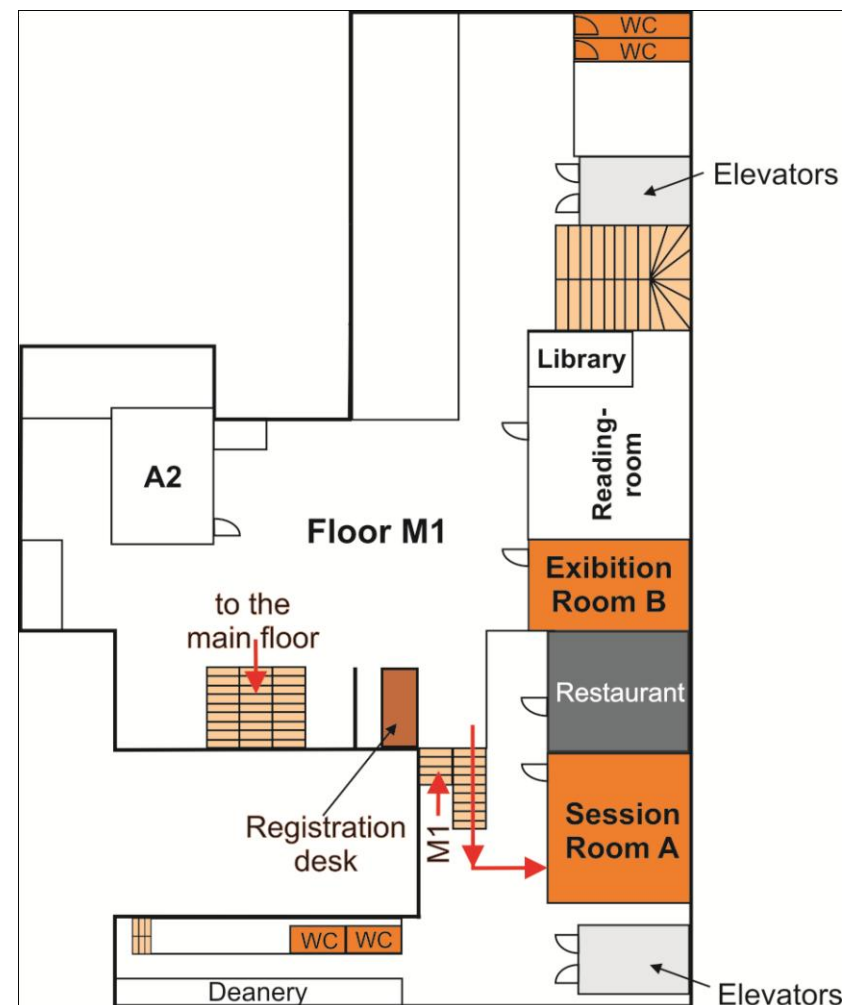 WC
WC
Elevators
Library
Reading-
room
A2
Floor M1
Exibition
Room B
to the
main floor
Restaurant
Registration
desk
M1
Session
Room A
WC WC
Deanery
Elevators